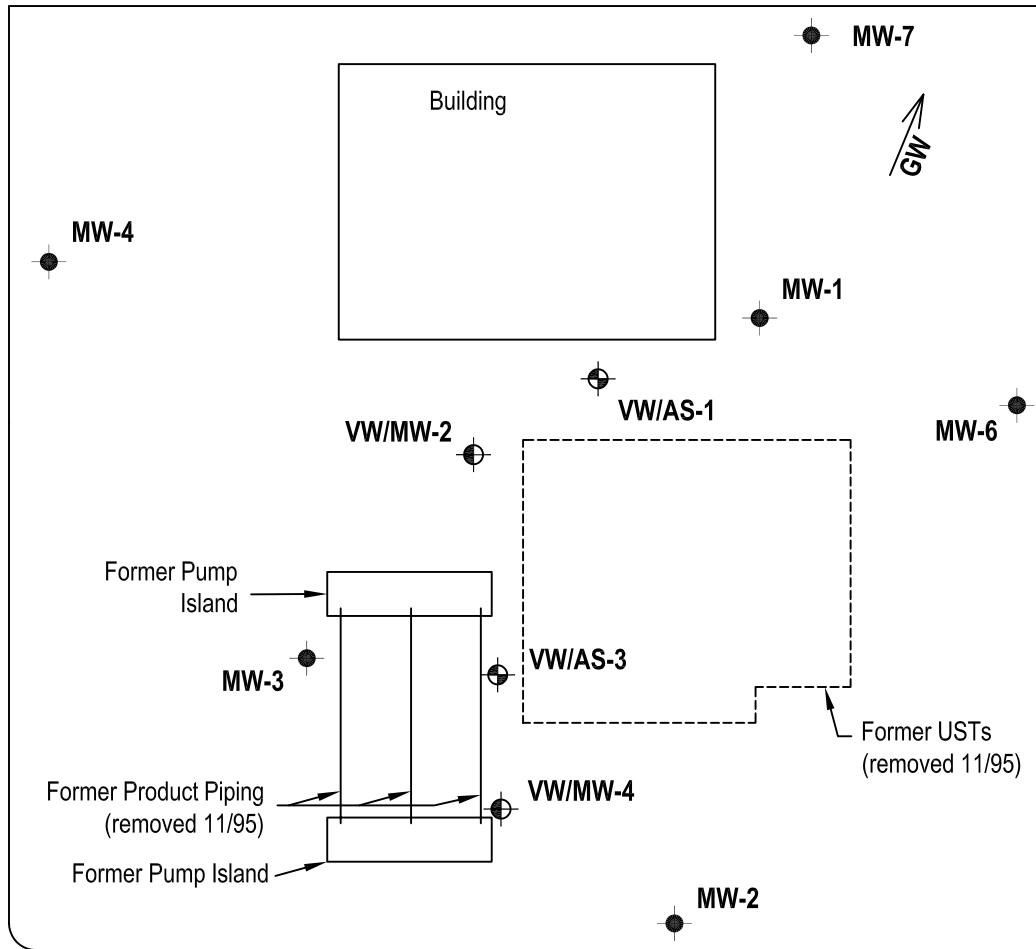 MW-7
Building
GW
MW-4
MW-1
VW/AS-1
MW-6
VW/MW-2
Former Pump
Island
VW/AS-3
MW-3
Former USTs
(removed 11/95)
Former Product Piping
(removed 11/95)
VW/MW-4
Former Pump Island
MW-2